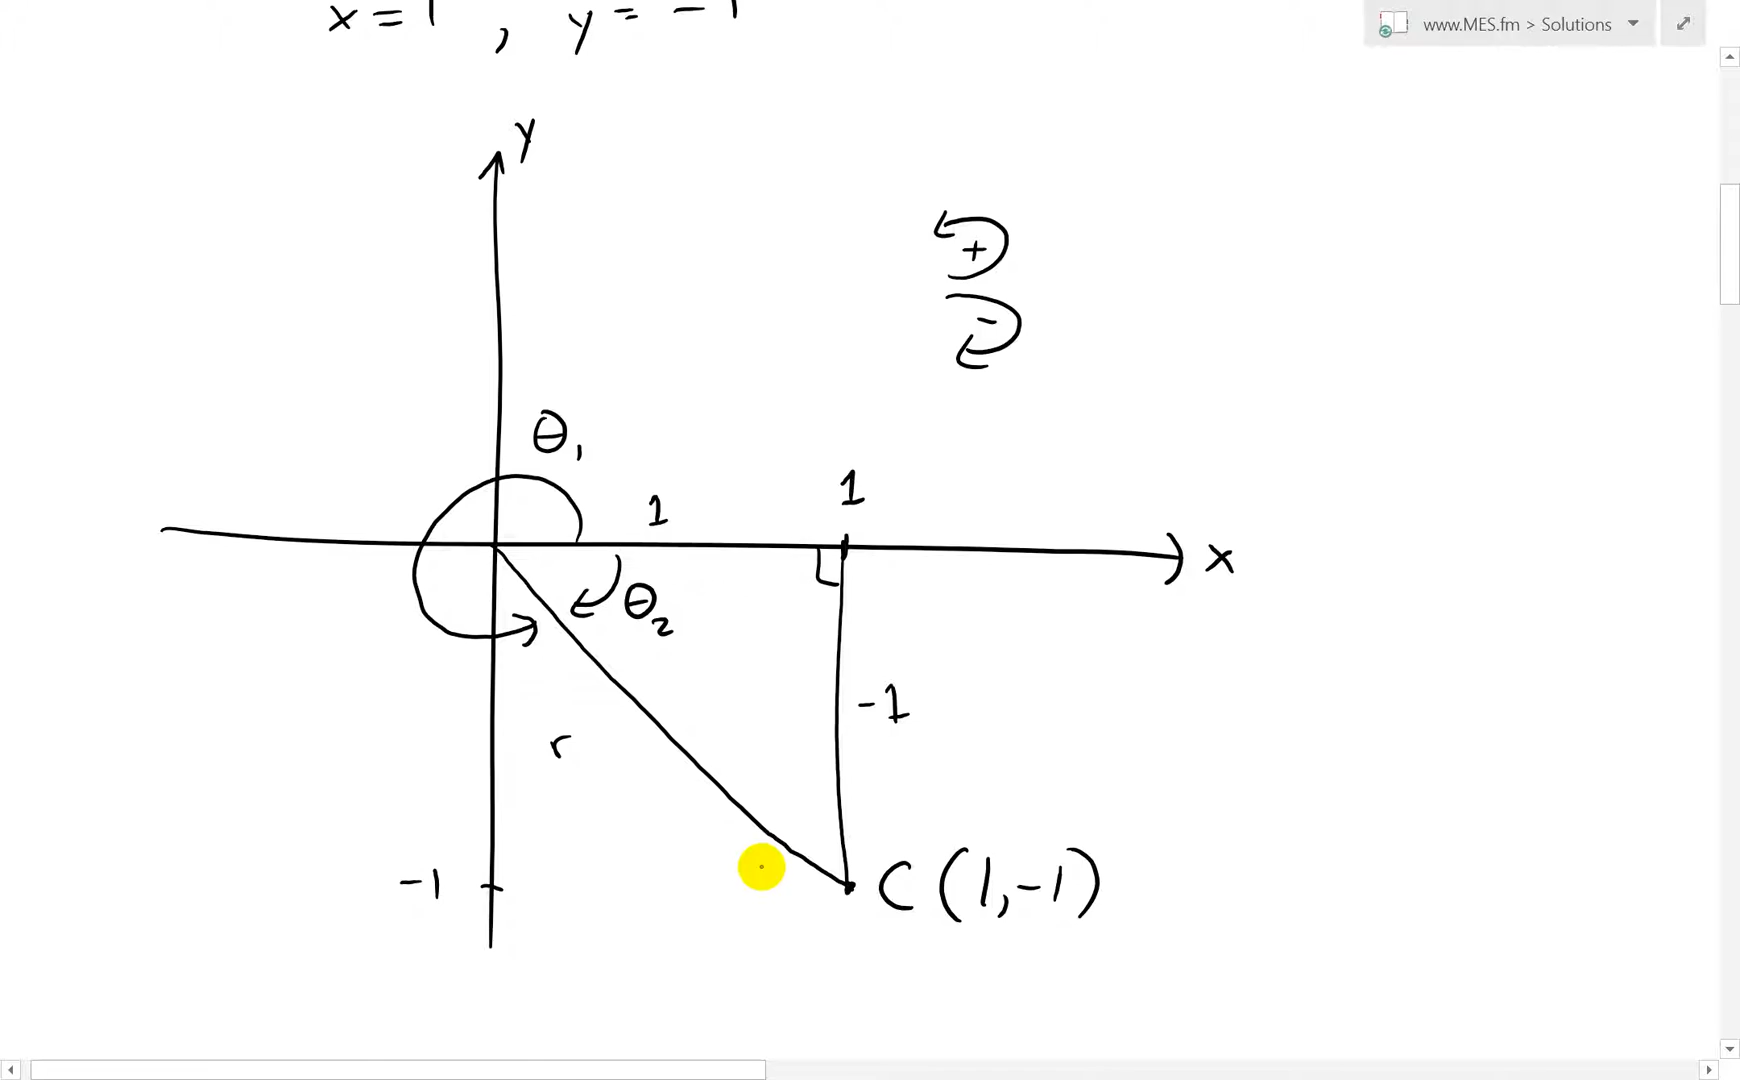 x = 1 , y = -1
www.MES.fm > Solutions
y
+
-
θ₁
1
1
x
θ₂
-1
r
-1
C (1,-1)